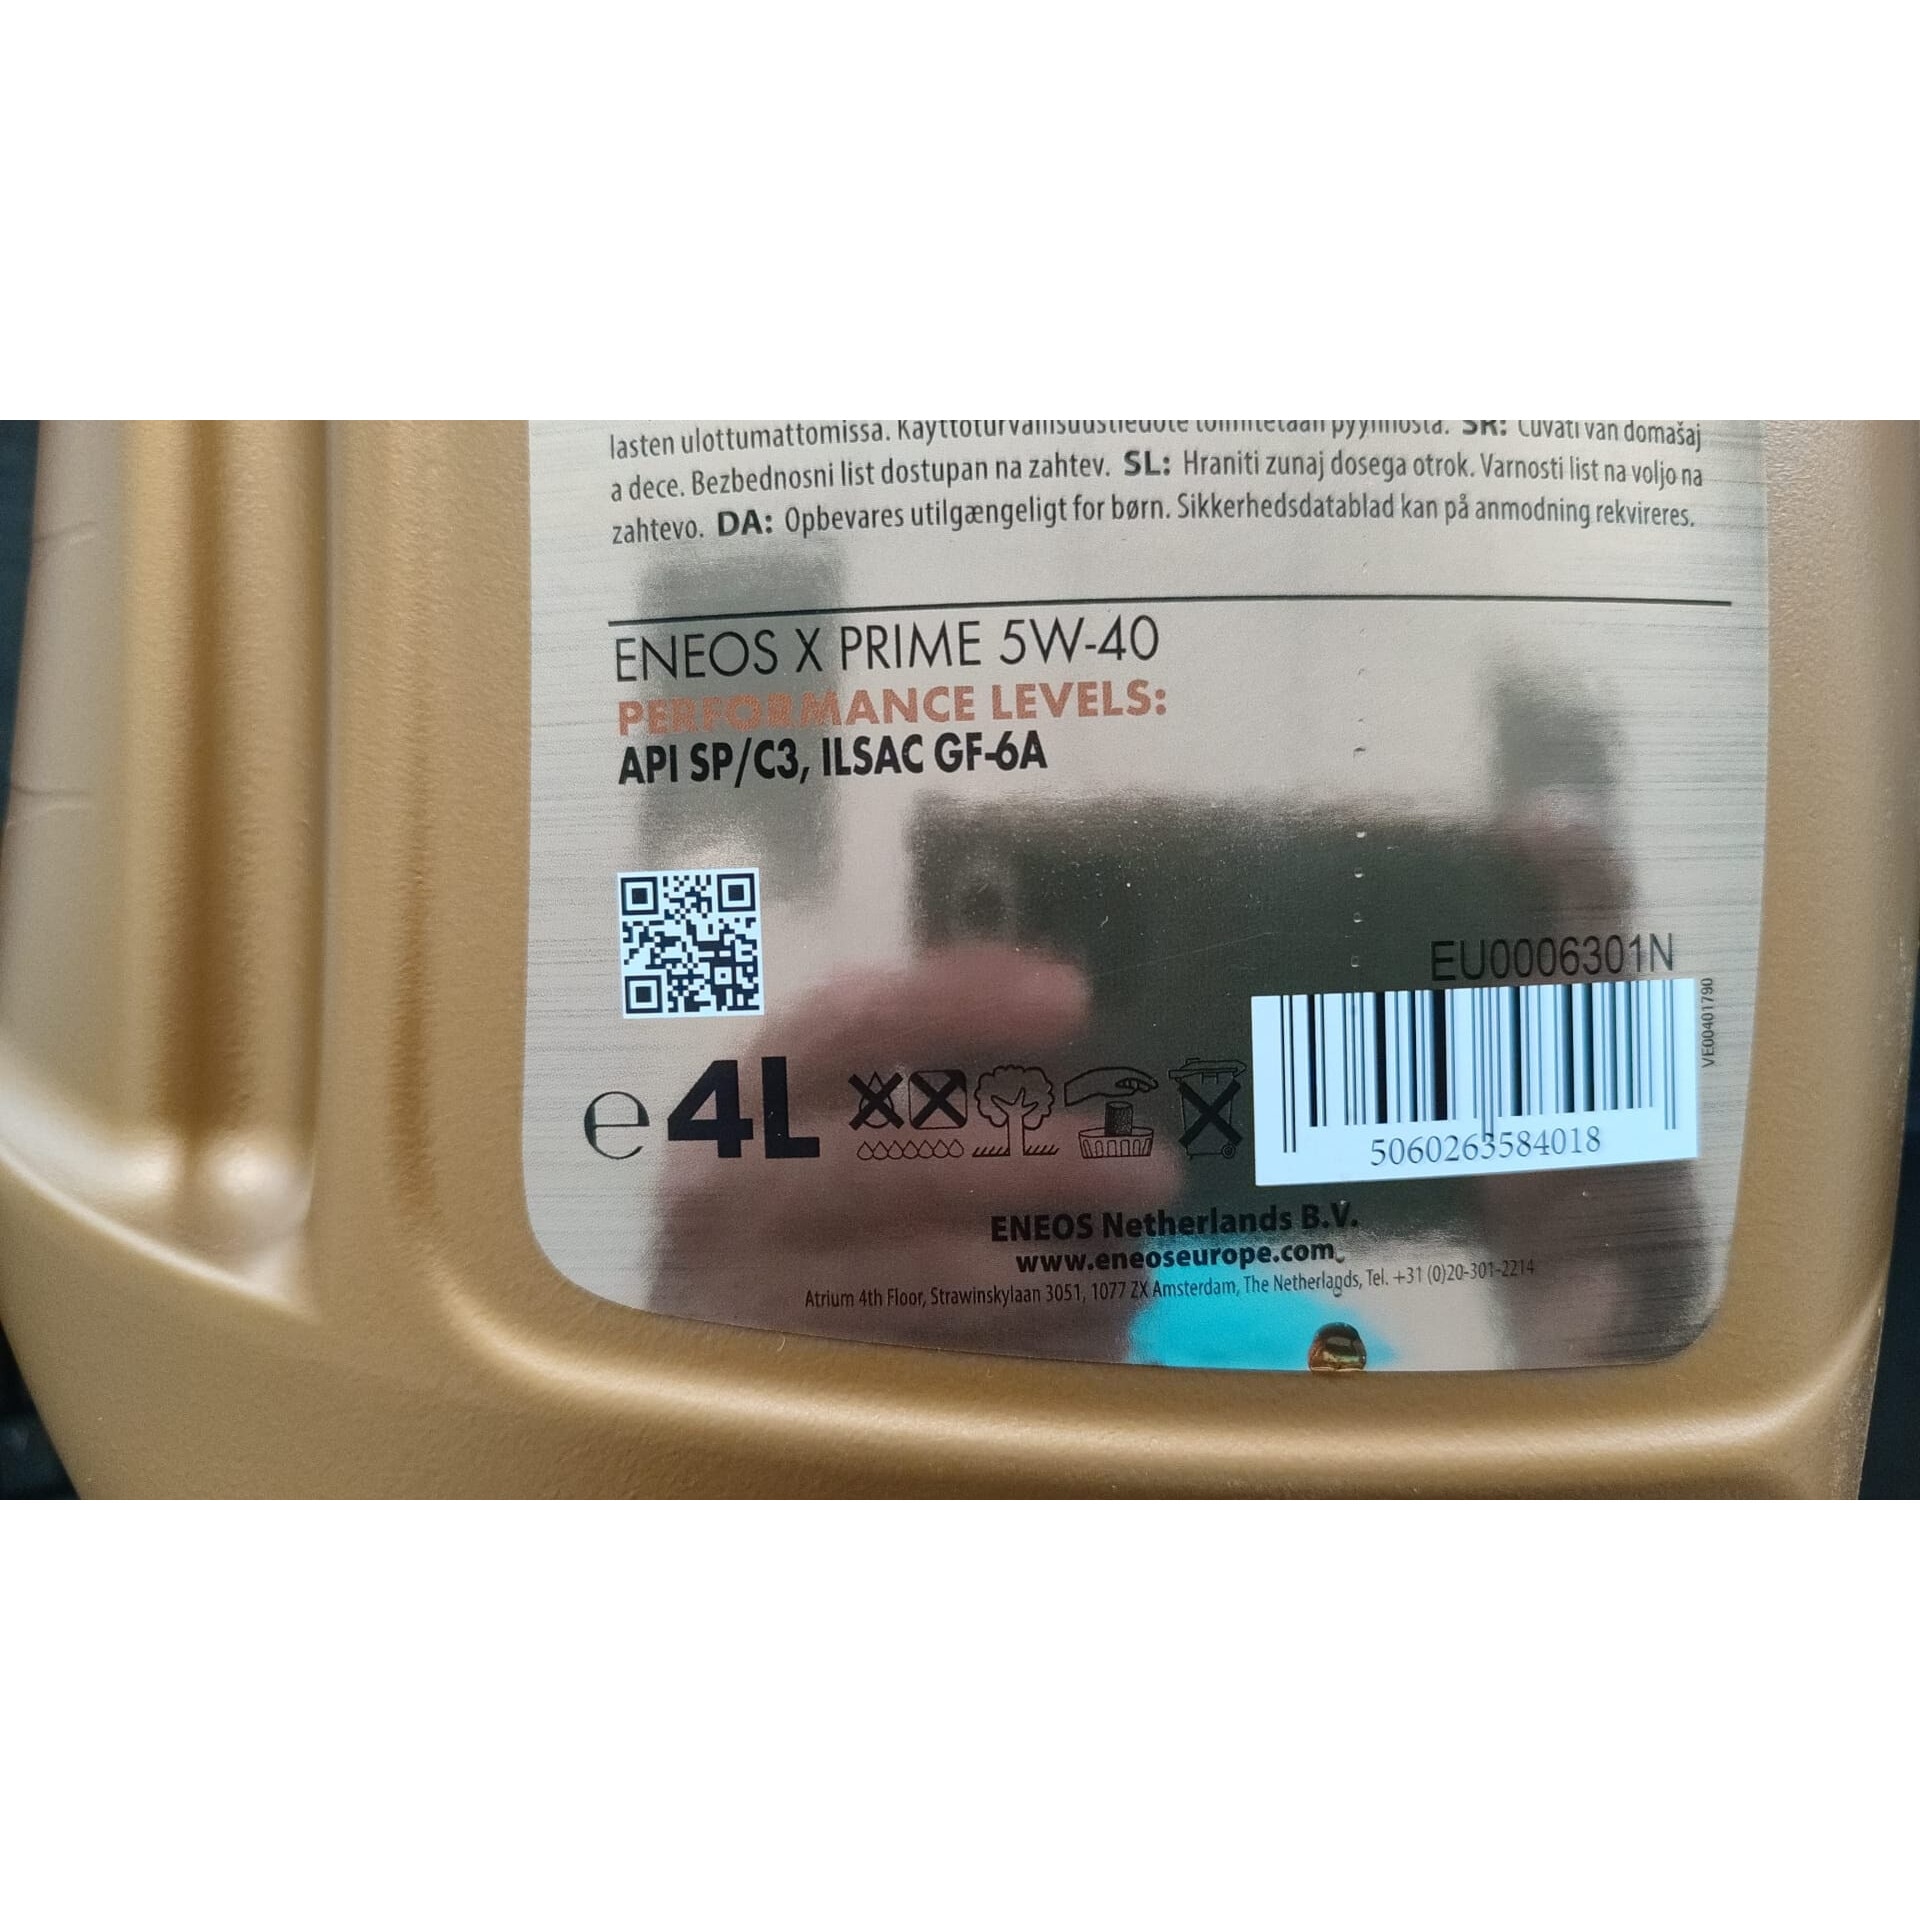 lasten ulottumattomissa. Käyttöturvallisuustiedote toimitetaan pyynnöstä. SR: Čuvati van domašaj
a dece. Bezbednosni list dostupan na zahtev. SL: Hraniti zunaj dosega otrok. Varnosti list na voljo na
zahtevo. DA: Opbevares utilgængeligt for børn. Sikkerhedsdatablad kan på anmodning rekvireres.
ENEOS X PRIME 5W-40
PERFORMANCE LEVELS:
API SP/C3, ILSAC GF-6A
EU0006301N
VE00401790
e 4L
5060263584018
ENEOS Netherlands B.V.
www.eneoseurope.com
Atrium 4th Floor, Strawinskylaan 3051, 1077 ZX Amsterdam, The Netherlands, Tel. +31 (0)20-301-2214